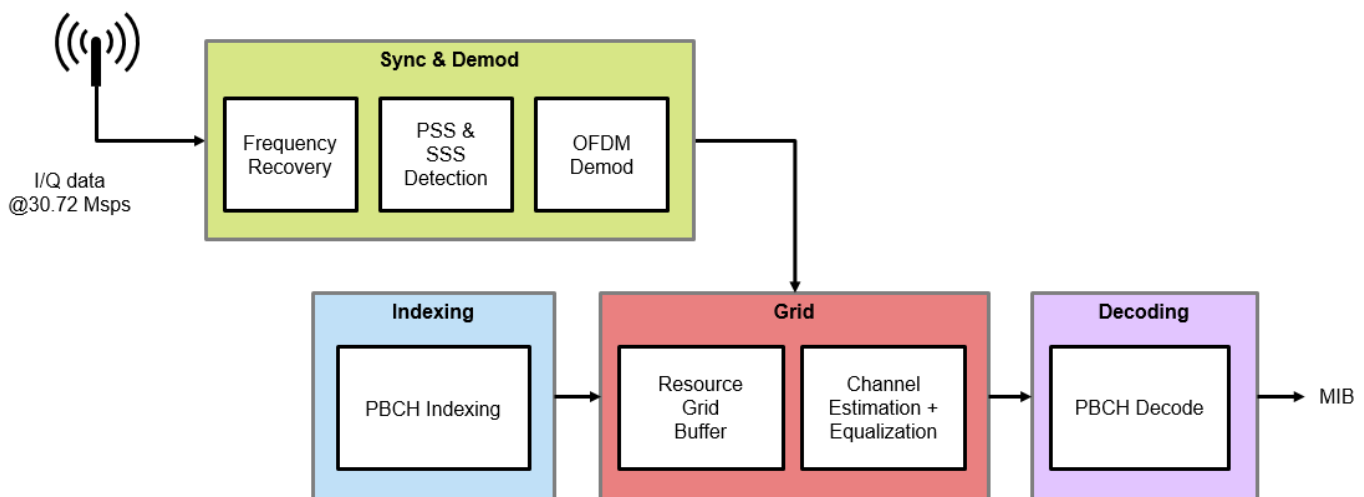 Sync & Demod
Frequency
Recovery
PSS &
SSS
Detection
OFDM
Demod
I/Q data
@30.72 Msps
Indexing
PBCH Indexing
Grid
Resource
Grid
Buffer
Channel
Estimation +
Equalization
Decoding
PBCH Decode
MIB